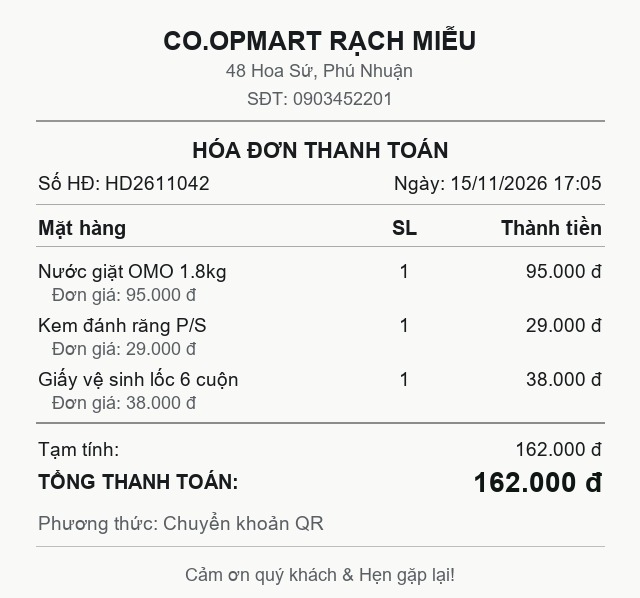 CO.OPMART RẠCH MIỄU
48 Hoa Sứ, Phú Nhuận
SĐT: 0903452201
HÓA ĐƠN THANH TOÁN
Số HĐ: HD2611042 Ngày: 15/11/2026 17:05
Mặt hàng SL Thành tiền
Nước giặt OMO 1.8kg 1 95.000 đ
Đơn giá: 95.000 đ
Kem đánh răng P/S 1 29.000 đ
Đơn giá: 29.000 đ
Giấy vệ sinh lốc 6 cuộn 1 38.000 đ
Đơn giá: 38.000 đ
Tạm tính: 162.000 đ
TỔNG THANH TOÁN: 162.000 đ
Phương thức: Chuyển khoản QR
Cảm ơn quý khách & Hẹn gặp lại!